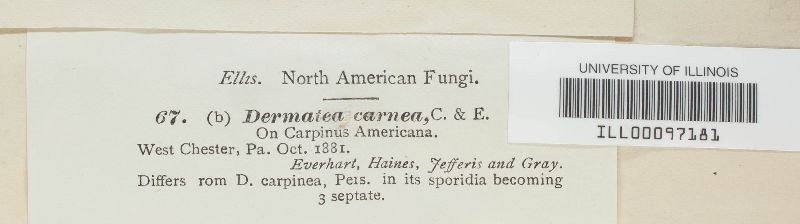 Ellis. North American Fungi.
67. (b) Dermatea carnea, C. & E.
On Carpinus Americana.
West Chester, Pa. Oct. 1881.
Everhart, Haines, Jefferis and Gray.
Differs rom D. carpinea, Pers. in its sporidia becoming
3 septate.
UNIVERSITY OF ILLINOIS
ILL00097181